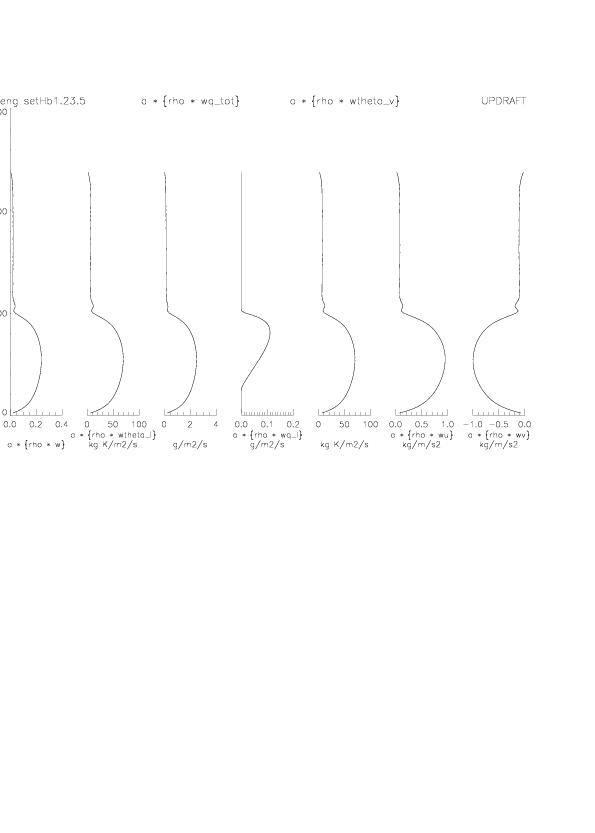 eng setHb1.23.5 a * {rho * wq_tot} a * {rho * wtheta_v} UPDRAFT
00
00
00
0
0.0 0.2 0.4 0 50 100 0 2 4 0.0 0.1 0.2 0 50 100 0.0 0.5 1.0 -1.0 -0.5 0.0
a * {rho * wtheta_l} a * {rho * wq_l} a * {rho * wu} a * {rho * wv}
a * {rho * w} kg K/m2/s g/m2/s g/m2/s kg K/m2/s kg/m/s2 kg/m/s2